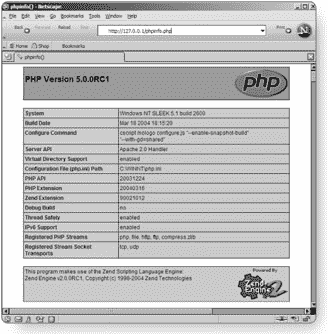 phpinfo() - Netscape
File Edit View Go Bookmarks Tools Window Help
http://127.0.0.1/phpinfo.php
Home Shop Bookmarks
phpinfo()
PHP Version 5.0.0RC1
php
System Windows NT SLEEK 5.1 build 2600
Build Date Mar 18 2004 18:15:29
Configure Command cscript /nologo configure.js "--enable-snapshot-build"
"--with-gd=shared"
Server API Apache 2.0 Handler
Virtual Directory Support enabled
Configuration File (php.ini) Path C:\WINNT\php.ini
PHP API 20031224
PHP Extension 20040316
Zend Extension 90021012
Debug Build no
Thread Safety enabled
IPv6 Support enabled
Registered PHP Streams php, file, http, ftp, compress.zlib
Registered Stream Socket
Transports tcp, udp
This program makes use of the Zend Scripting Language Engine:
Zend Engine v2.0.0RC1, Copyright (c) 1998-2004 Zend Technologies
Powered By
Zend
Engine 2